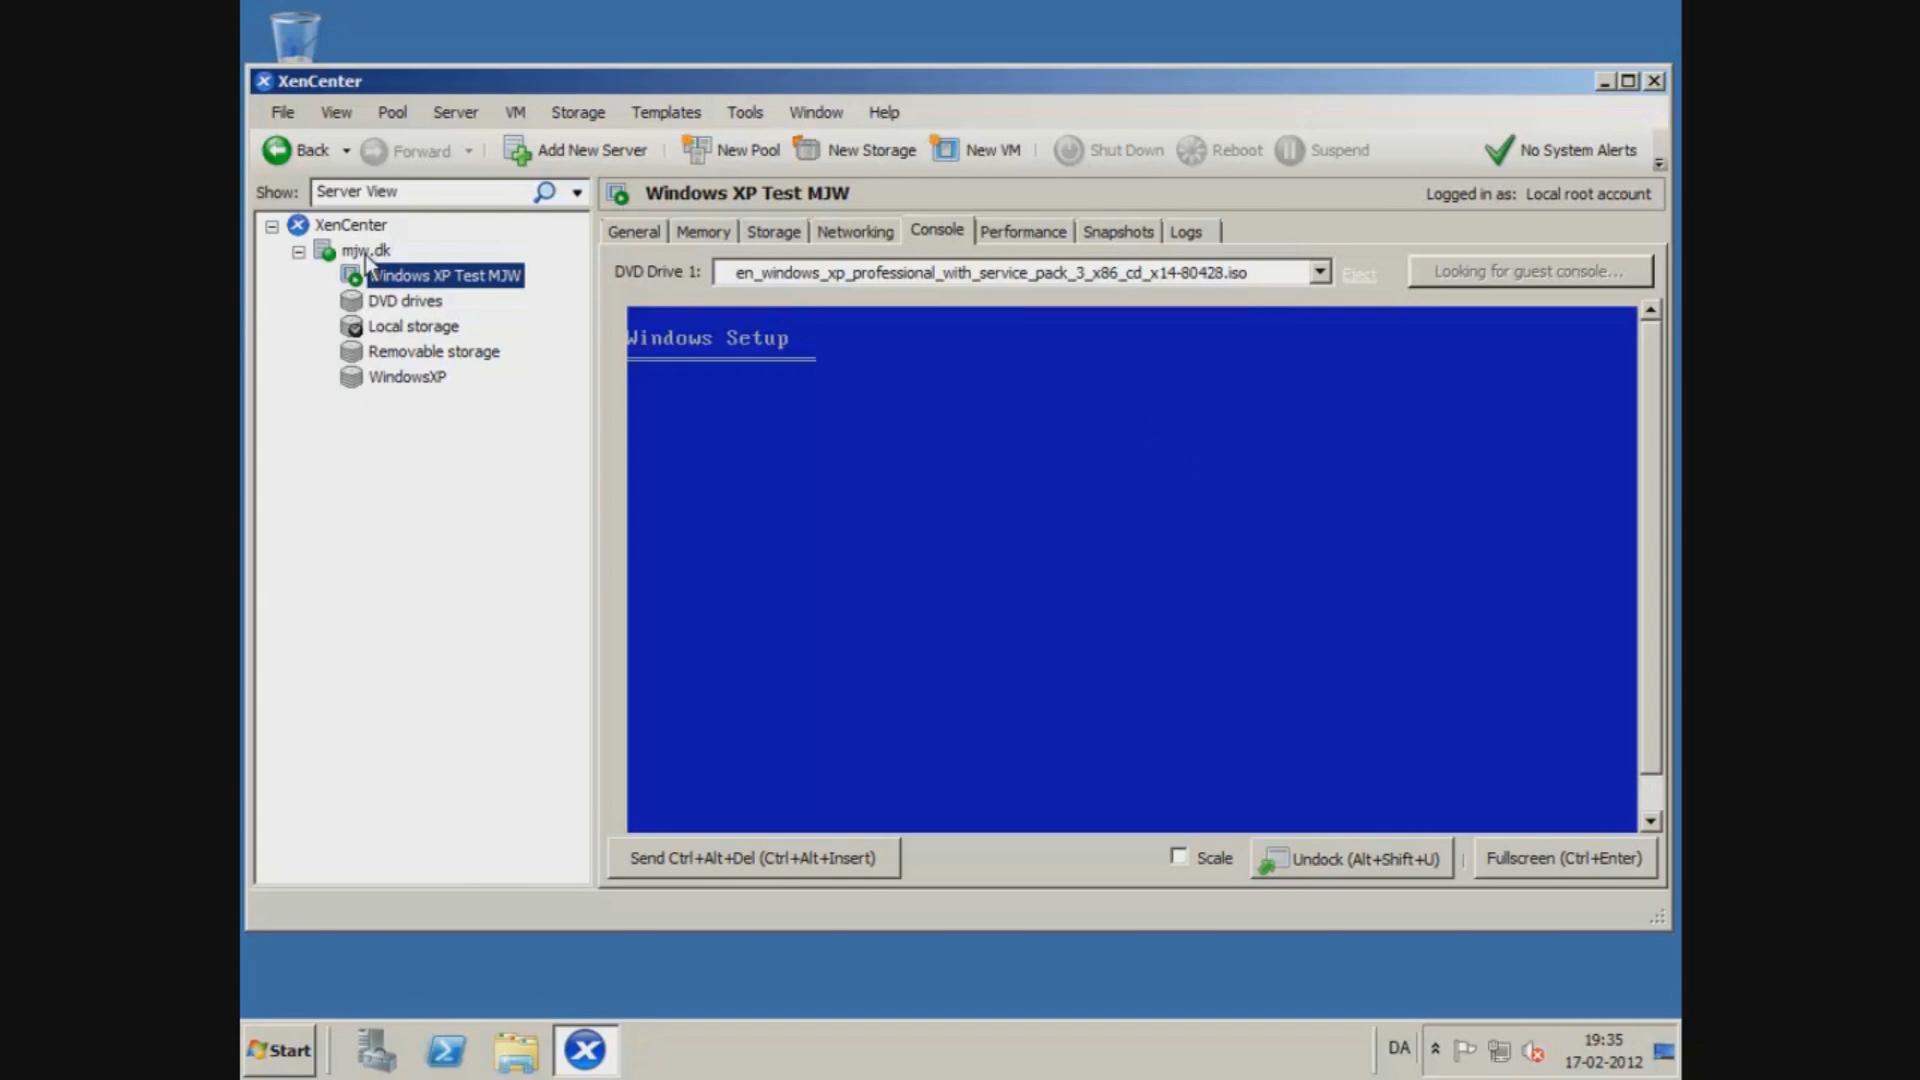 XenCenter
File View Pool Server VM Storage Templates Tools Window Help
Back Forward Add New Server New Pool New Storage New VM Shut Down Reboot Suspend No System Alerts
Show: Server View
Windows XP Test MJW Logged in as: Local root account
XenCenter
mjw.dk
Windows XP Test MJW
DVD drives
Local storage
Removable storage
WindowsXP
General Memory Storage Networking Console Performance Snapshots Logs
DVD Drive 1: en_windows_xp_professional_with_service_pack_3_x86_cd_x14-80428.iso Eject Looking for guest console...
Windows Setup
Send Ctrl+Alt+Del (Ctrl+Alt+Insert) Scale Undock (Alt+Shift+U) Fullscreen (Ctrl+Enter)
Start DA 19:35
17-02-2012